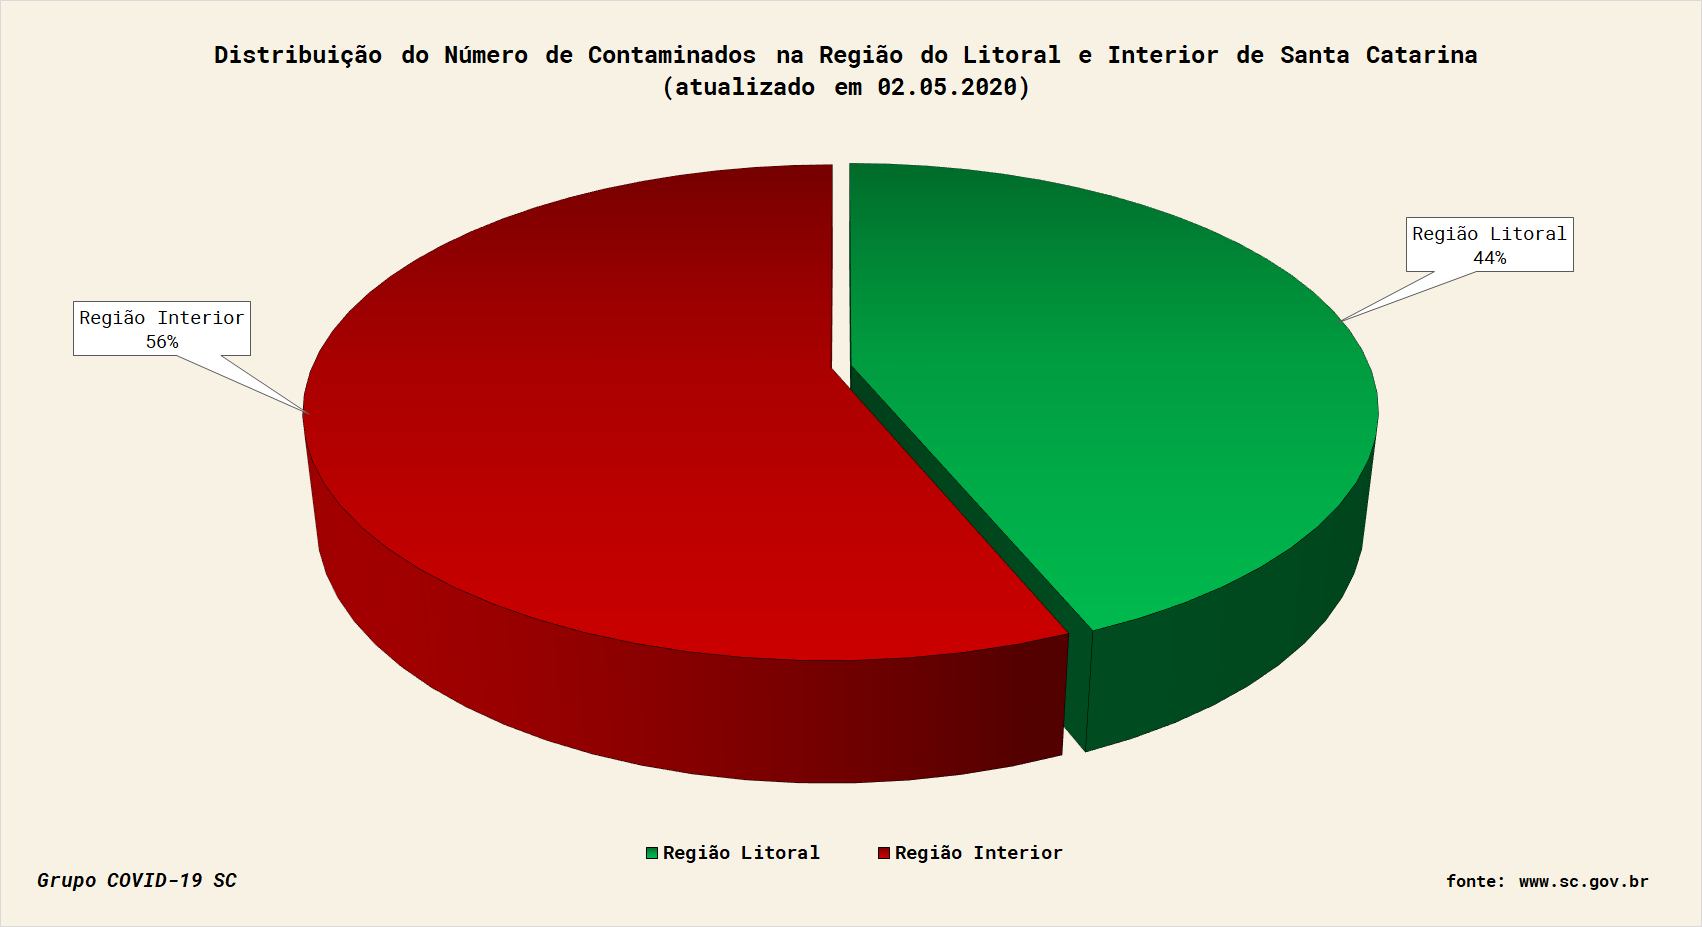 Distribuição do Número de Contaminados na Região do Litoral e Interior de Santa Catarina
(atualizado em 02.05.2020)
Região Litoral
44%
Região Interior
56%
Região Litoral
Região Interior
Grupo COVID-19 SC
fonte: www.sc.gov.br